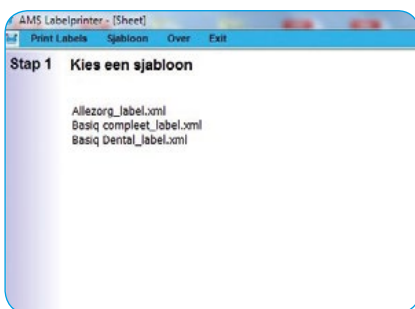 AMS Labelprinter - [Sheet]
Print Labels Sjabloon Over Exit
Stap 1 Kies een sjabloon
Allezorg_label.xml
Basiq compleet_label.xml
Basiq Dental_label.xml